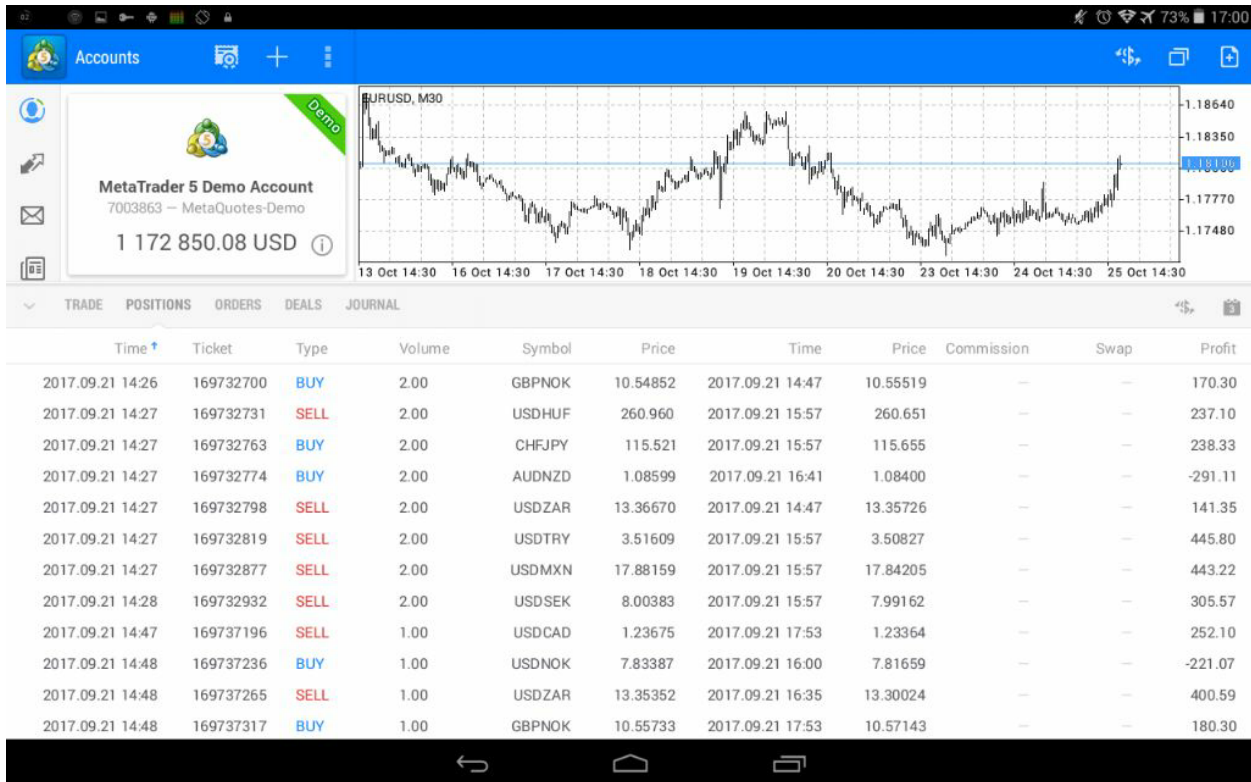 73% 17:00
Accounts
EURUSD, M30
Demo
MetaTrader 5 Demo Account
7003863 — MetaQuotes-Demo
1 172 850.08 USD
1.18640
1.18350
1.18106
1.17770
1.17480
13 Oct 14:30 16 Oct 14:30 17 Oct 14:30 18 Oct 14:30 19 Oct 14:30 20 Oct 14:30 23 Oct 14:30 24 Oct 14:30 25 Oct 14:30
TRADE POSITIONS ORDERS DEALS JOURNAL
Time Ticket Type Volume Symbol Price Time Price Commission Swap Profit
2017.09.21 14:26 169732700 BUY 2.00 GBPNOK 10.54852 2017.09.21 14:47 10.55519 — — 170.30
2017.09.21 14:27 169732731 SELL 2.00 USDHUF 260.960 2017.09.21 15:57 260.651 — — 237.10
2017.09.21 14:27 169732763 BUY 2.00 CHFJPY 115.521 2017.09.21 15:57 115.655 — — 238.33
2017.09.21 14:27 169732774 BUY 2.00 AUDNZD 1.08599 2017.09.21 16:41 1.08400 — — -291.11
2017.09.21 14:27 169732798 SELL 2.00 USDZAR 13.36670 2017.09.21 14:47 13.35726 — — 141.35
2017.09.21 14:27 169732819 SELL 2.00 USDTRY 3.51609 2017.09.21 15:57 3.50827 — — 445.80
2017.09.21 14:27 169732877 SELL 2.00 USDMXN 17.88159 2017.09.21 15:57 17.84205 — — 443.22
2017.09.21 14:28 169732932 SELL 2.00 USDSEK 8.00383 2017.09.21 15:57 7.99162 — — 305.57
2017.09.21 14:47 169737196 SELL 1.00 USDCAD 1.23675 2017.09.21 17:53 1.23364 — — 252.10
2017.09.21 14:48 169737236 BUY 1.00 USDNOK 7.83387 2017.09.21 16:00 7.81659 — — -221.07
2017.09.21 14:48 169737265 SELL 1.00 USDZAR 13.35352 2017.09.21 16:35 13.30024 — — 400.59
2017.09.21 14:48 169737317 BUY 1.00 GBPNOK 10.55733 2017.09.21 17:53 10.57143 — — 180.30